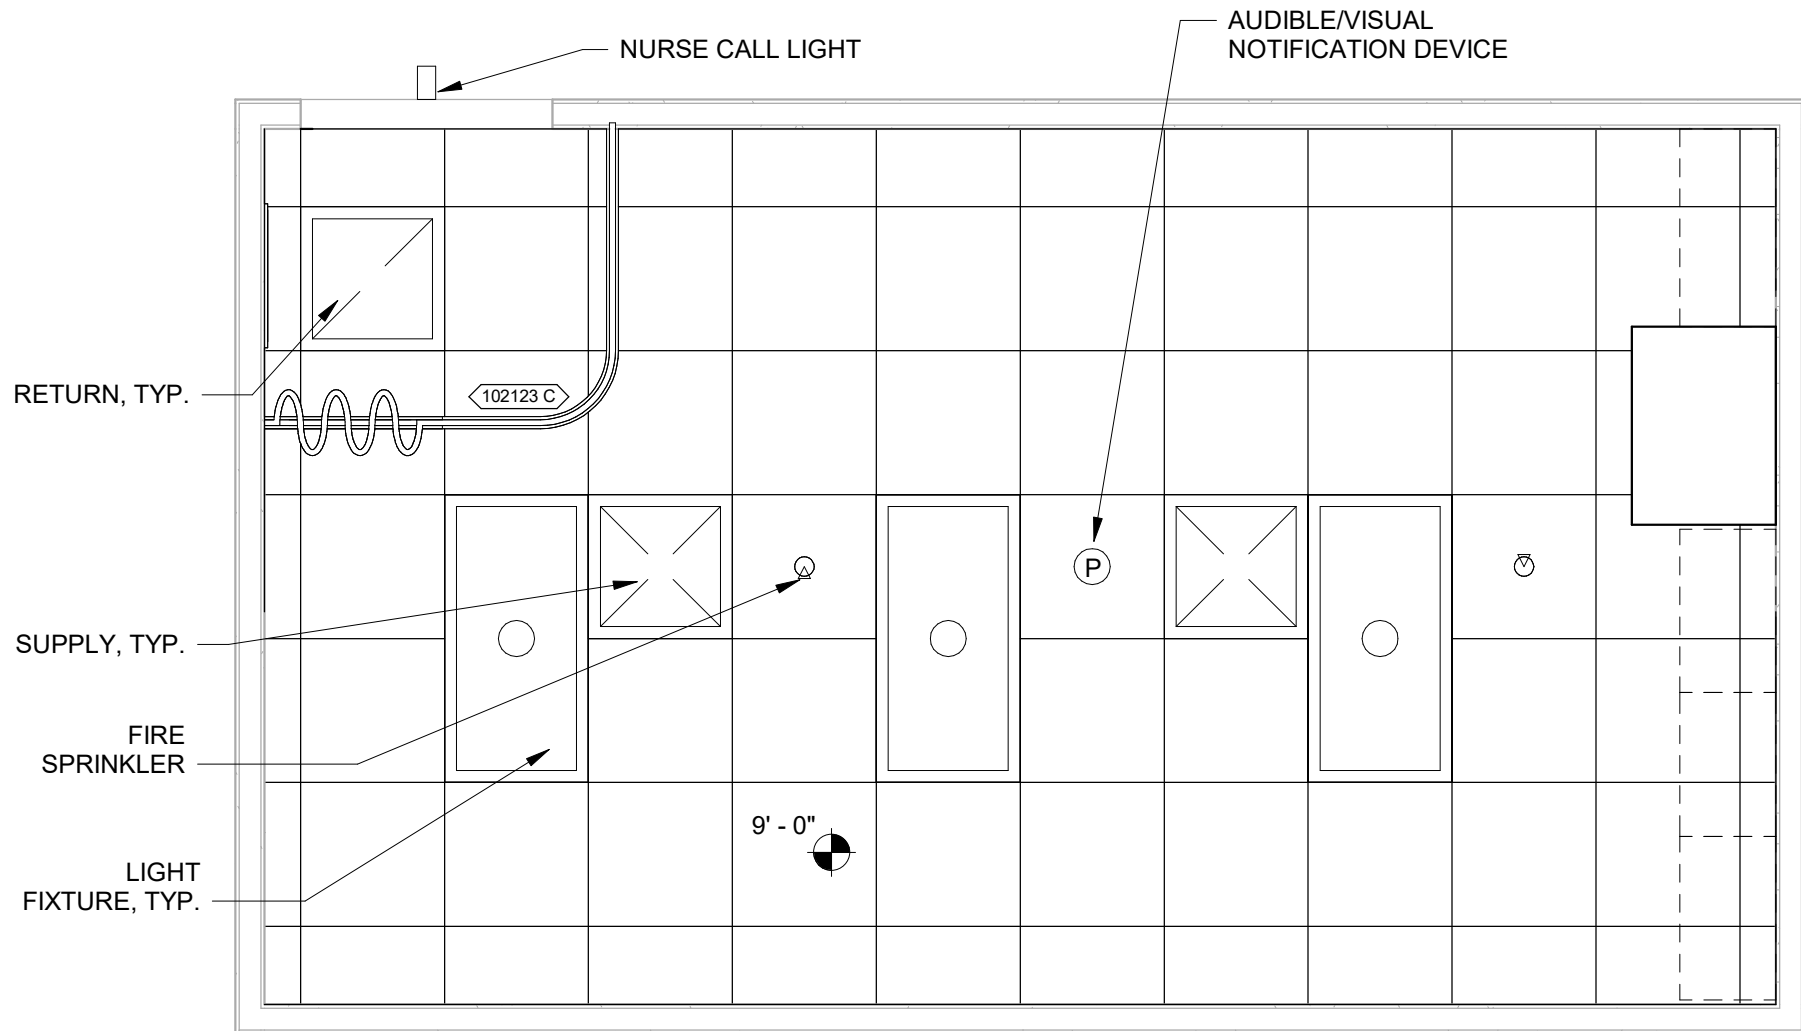 AUDIBLE/VISUAL
NOTIFICATION DEVICE
NURSE CALL LIGHT
RETURN, TYP.
102123 C
P
SUPPLY, TYP.
FIRE
SPRINKLER
9' - 0"
LIGHT
FIXTURE, TYP.